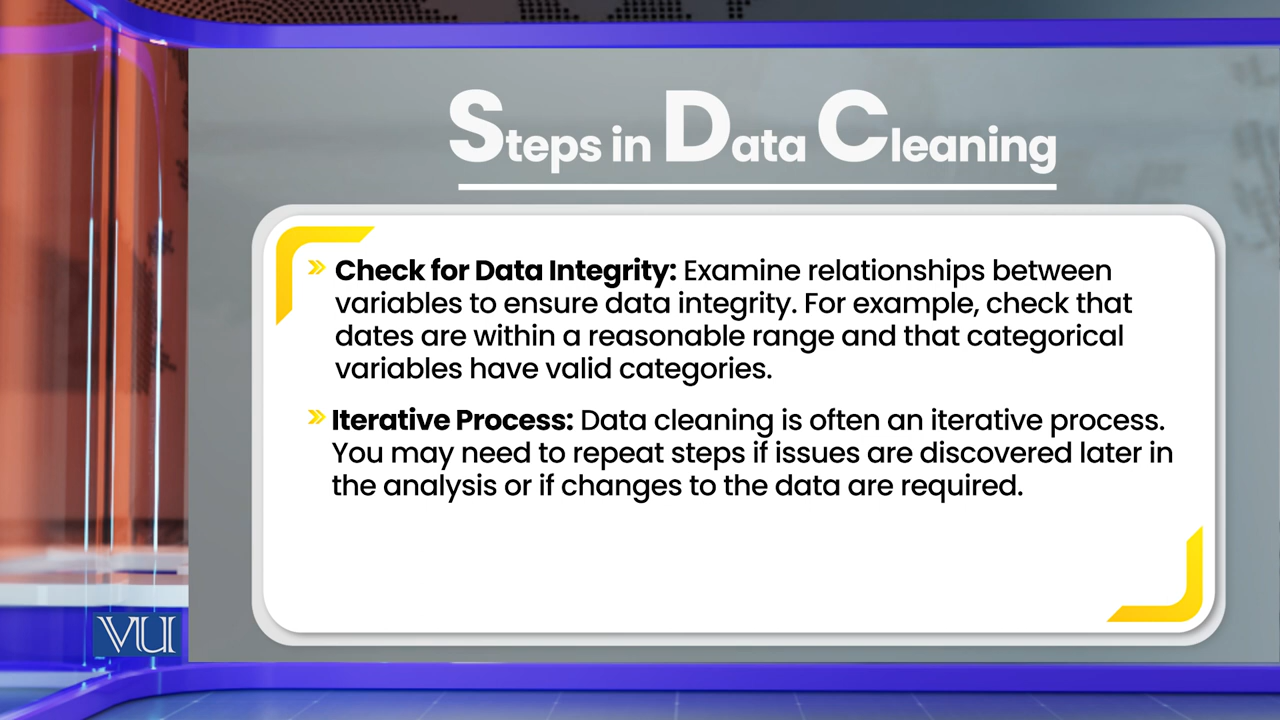 Steps in Data Cleaning
Check for Data Integrity: Examine relationships between
variables to ensure data integrity. For example, check that
dates are within a reasonable range and that categorical
variables have valid categories.
Iterative Process: Data cleaning is often an iterative process.
You may need to repeat steps if issues are discovered later in
the analysis or if changes to the data are required.
VU